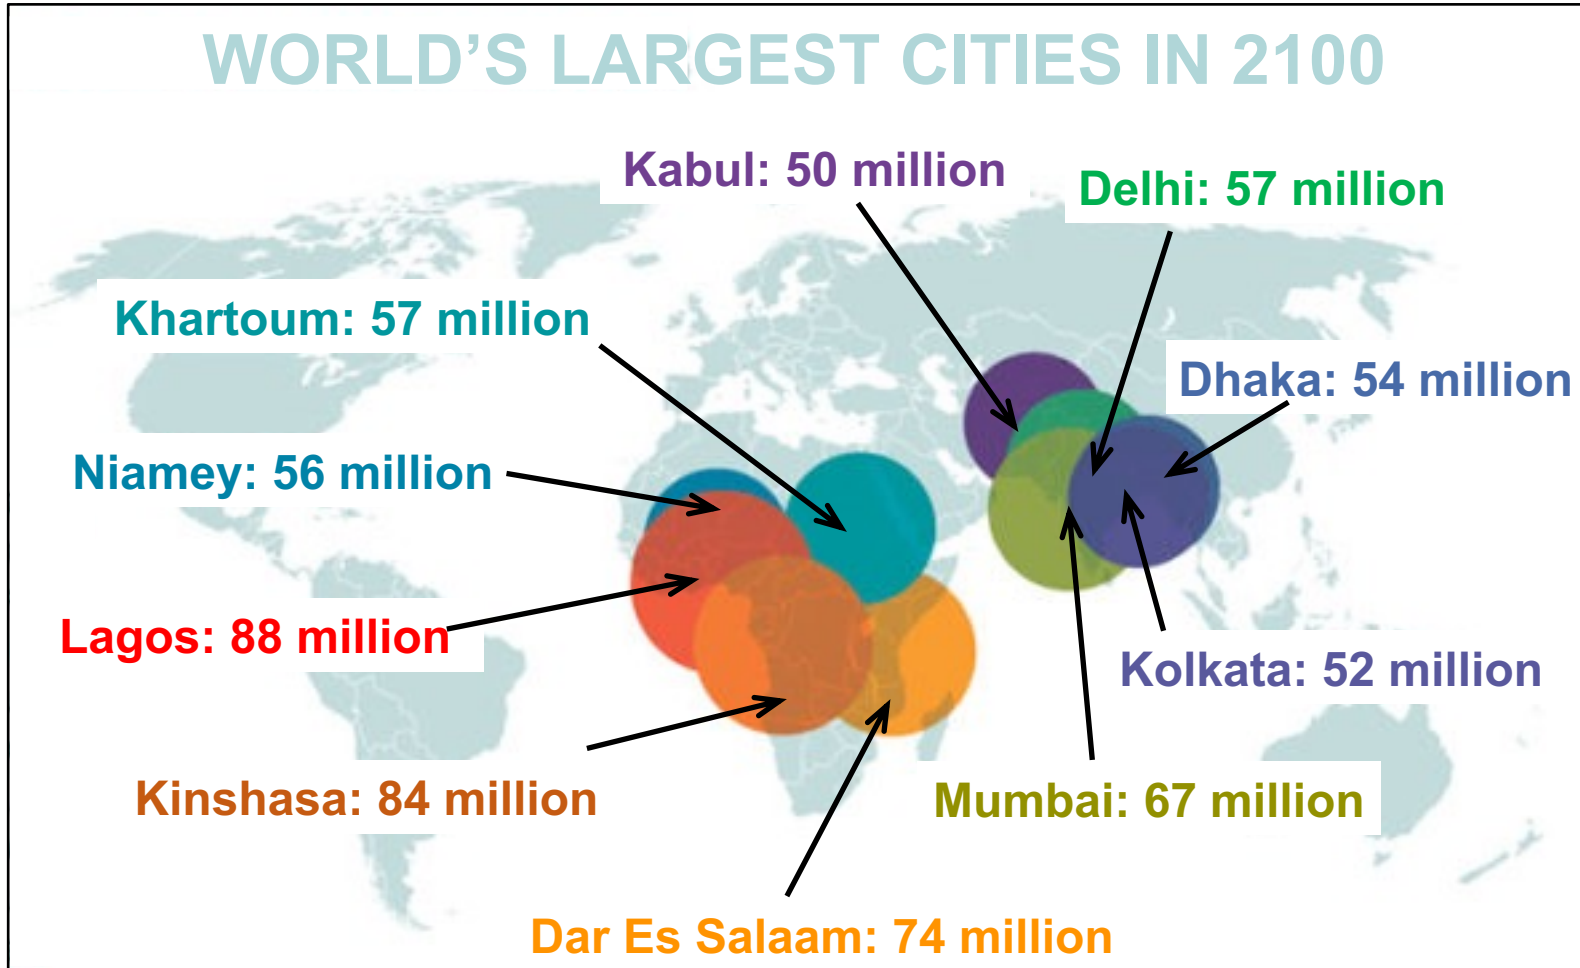 WORLD'S LARGEST CITIES IN 2100
Kabul: 50 million
Delhi: 57 million
Khartoum: 57 million
Dhaka: 54 million
Niamey: 56 million
Lagos: 88 million
Kolkata: 52 million
Kinshasa: 84 million
Mumbai: 67 million
Dar Es Salaam: 74 million